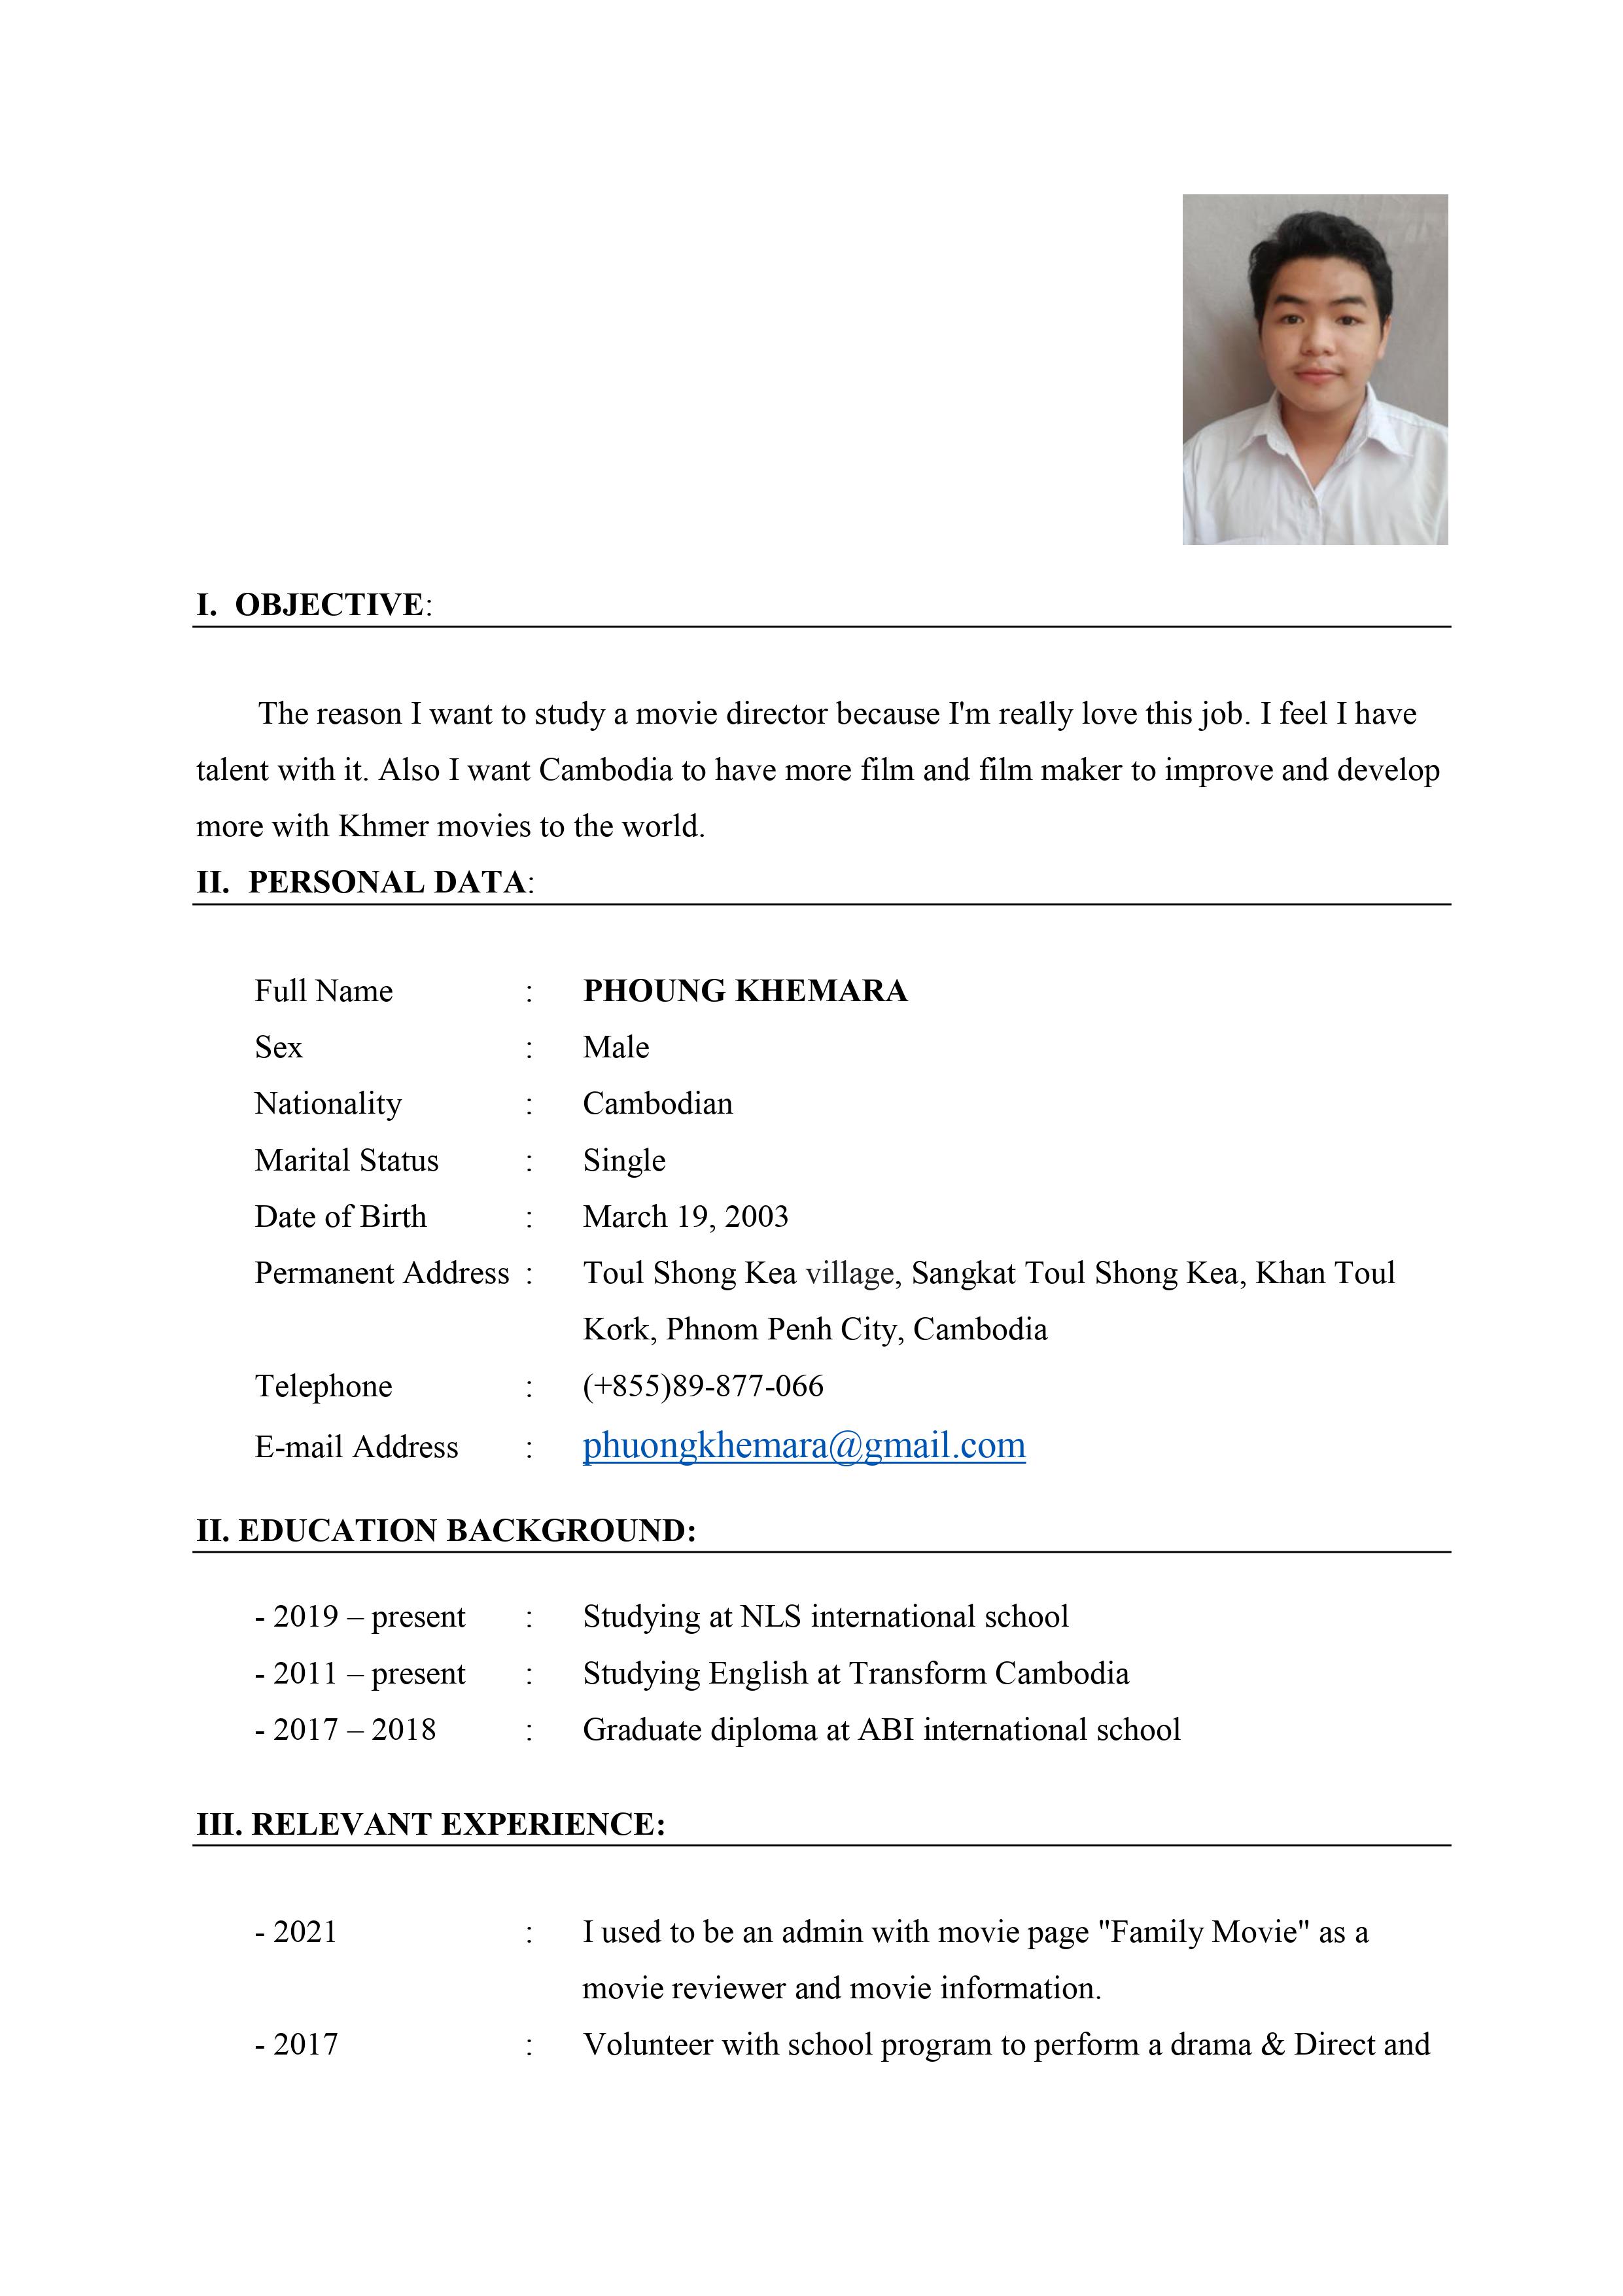 I. OBJECTIVE:
The reason I want to study a movie director because I'm really love this job. I feel I have
talent with it. Also I want Cambodia to have more film and film maker to improve and develop
more with Khmer movies to the world.
II. PERSONAL DATA:
Full Name : PHOUNG KHEMARA
Sex : Male
Nationality : Cambodian
Marital Status : Single
Date of Birth : March 19, 2003
Permanent Address : Toul Shong Kea village, Sangkat Toul Shong Kea, Khan Toul
Kork, Phnom Penh City, Cambodia
Telephone : (+855)89-877-066
E-mail Address : phuongkhemara@gmail.com
II. EDUCATION BACKGROUND:
- 2019 – present : Studying at NLS international school
- 2011 – present : Studying English at Transform Cambodia
- 2017 – 2018 : Graduate diploma at ABI international school
III. RELEVANT EXPERIENCE:
- 2021 : I used to be an admin with movie page "Family Movie" as a
movie reviewer and movie information.
- 2017 : Volunteer with school program to perform a drama & Direct and